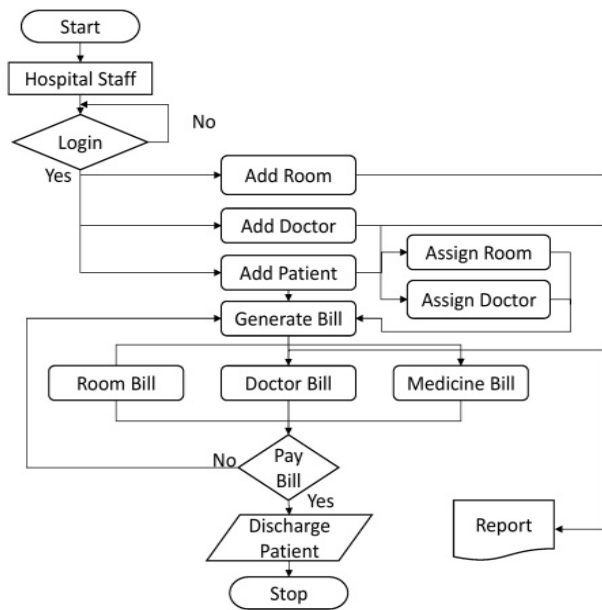 Start
Hospital Staff
No
Login
Yes
Add Room
Add Doctor
Assign Room
Add Patient
Assign Doctor
Generate Bill
Room Bill
Doctor Bill
Medicine Bill
No
Pay
Bill
Yes
Discharge
Patient
Report
Stop